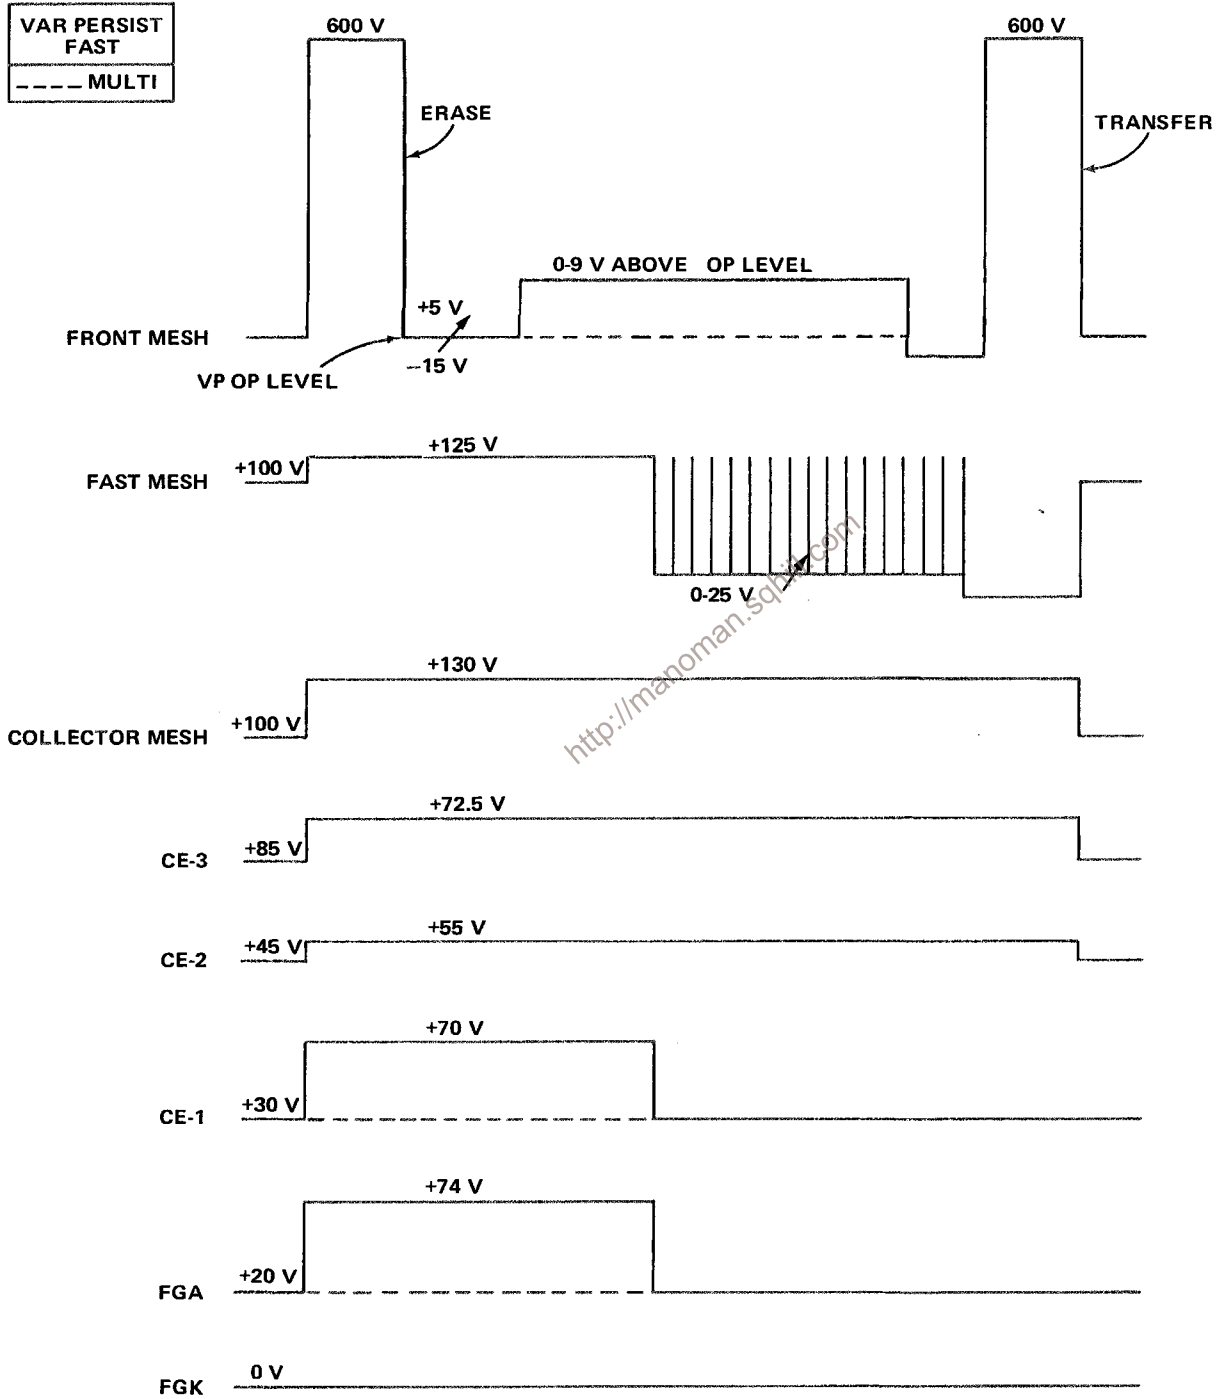 VAR PERSIST
FAST
---- MULTI
600 V
600 V
ERASE
TRANSFER
0-9 V ABOVE OP LEVEL
+5 V
FRONT MESH
-15 V
VP OP LEVEL
+125 V
+100 V
FAST MESH
0-25 V
http://manoman.sqhill.com
+130 V
+100 V
COLLECTOR MESH
+72.5 V
+85 V
CE-3
+55 V
+45 V
CE-2
+70 V
+30 V
CE-1
+74 V
+20 V
FGA
0 V
FGK